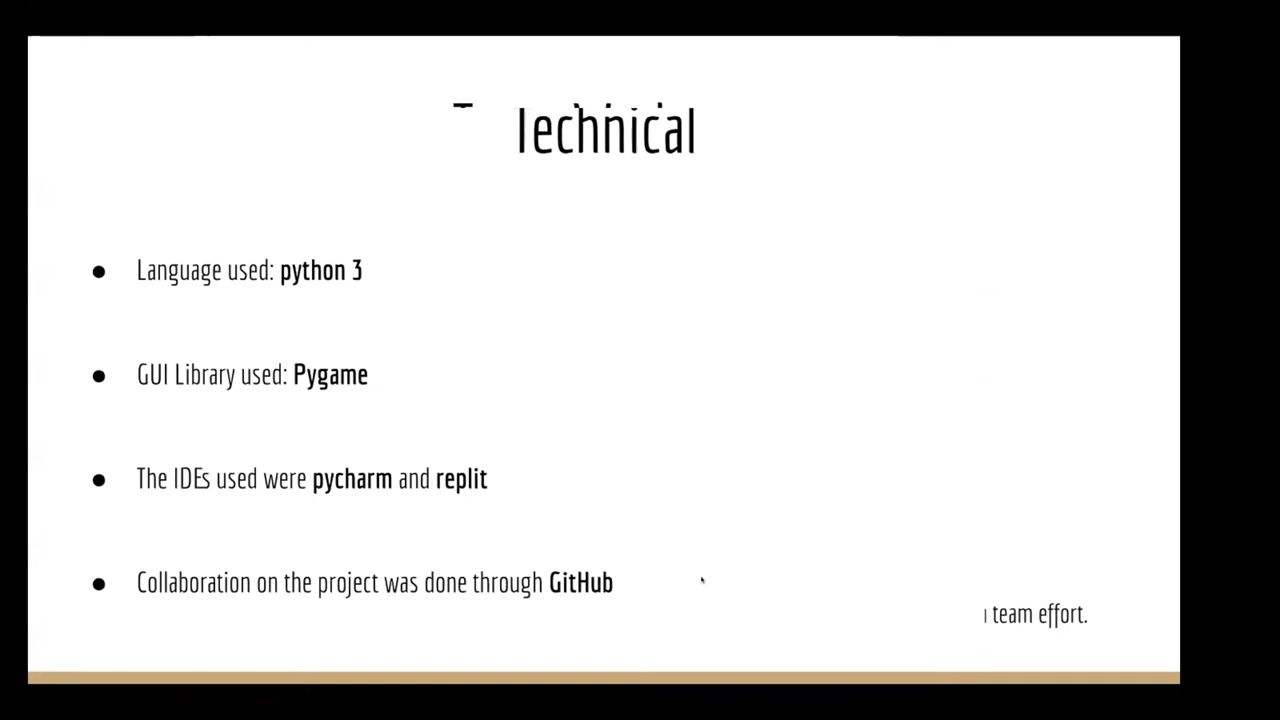 Technical
● Language used: python 3
● GUI Library used: Pygame
● The IDEs used were pycharm and replit
● Collaboration on the project was done through GitHub
team effort.